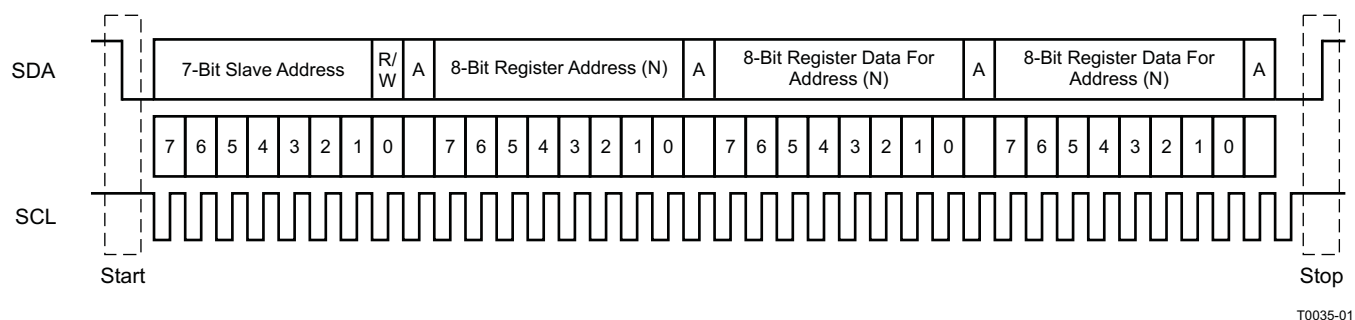 SDA
7-Bit Slave Address
R/
W
A
8-Bit Register Address (N)
A
8-Bit Register Data For
Address (N)
A
8-Bit Register Data For
Address (N)
A
7 6 5 4 3 2 1 0 7 6 5 4 3 2 1 0 7 6 5 4 3 2 1 0 7 6 5 4 3 2 1 0
SCL
Start
Stop
T0035-01